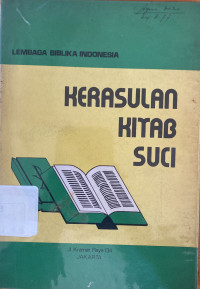 LEMBAGA BIBLIKA INDONESIA
KERASULAN
KITAB
SUCI
JAKARTA